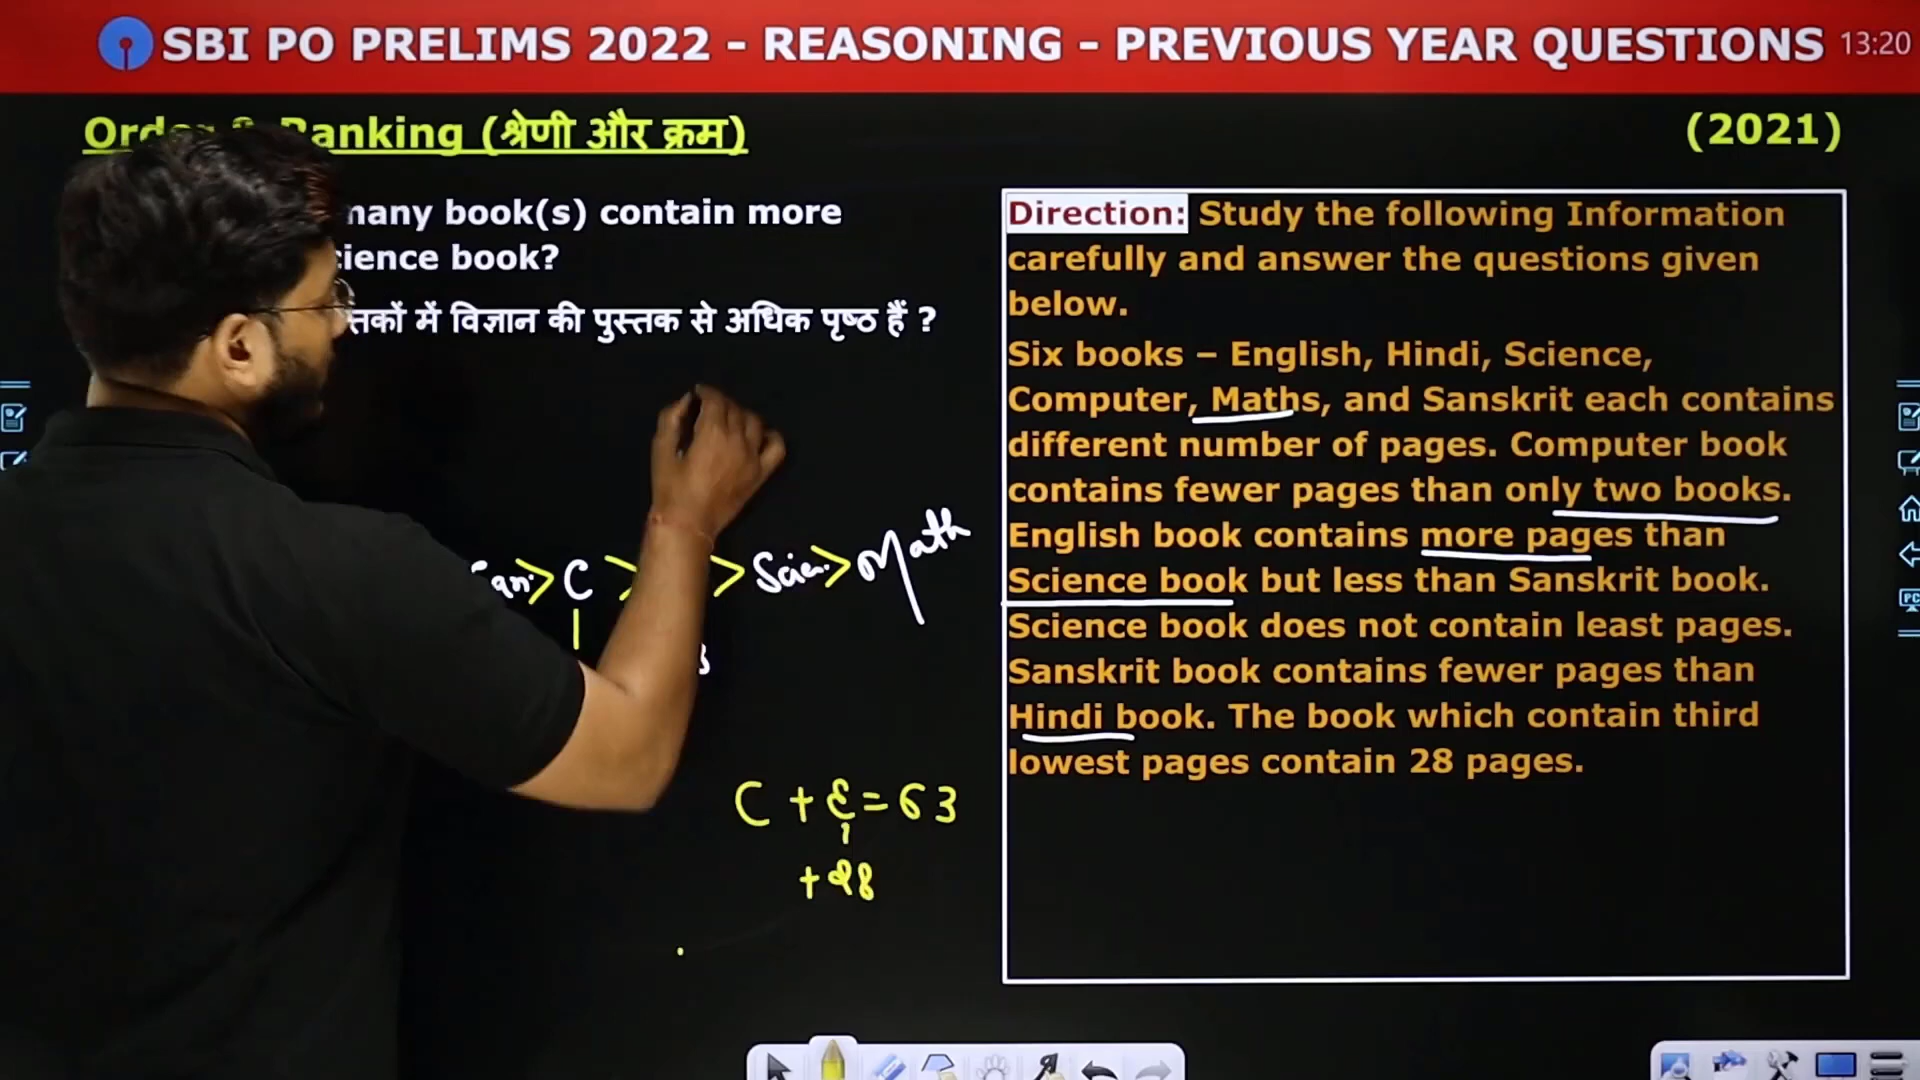 SBI PO PRELIMS 2022 - REASONING - PREVIOUS YEAR QUESTIONS 13:20
Ranking (श्रेणी और क्रम)
(2021)
many book(s) contain more
science book?
में विज्ञान की पुस्तक से अधिक पृष्ठ हैं ?
San. > C > > Scie. > Math
C + E = 63
+28
Direction: Study the following Information
carefully and answer the questions given
below.
Six books – English, Hindi, Science,
Computer, Maths, and Sanskrit each contains
different number of pages. Computer book
contains fewer pages than only two books.
English book contains more pages than
Science book but less than Sanskrit book.
Science book does not contain least pages.
Sanskrit book contains fewer pages than
Hindi book. The book which contain third
lowest pages contain 28 pages.